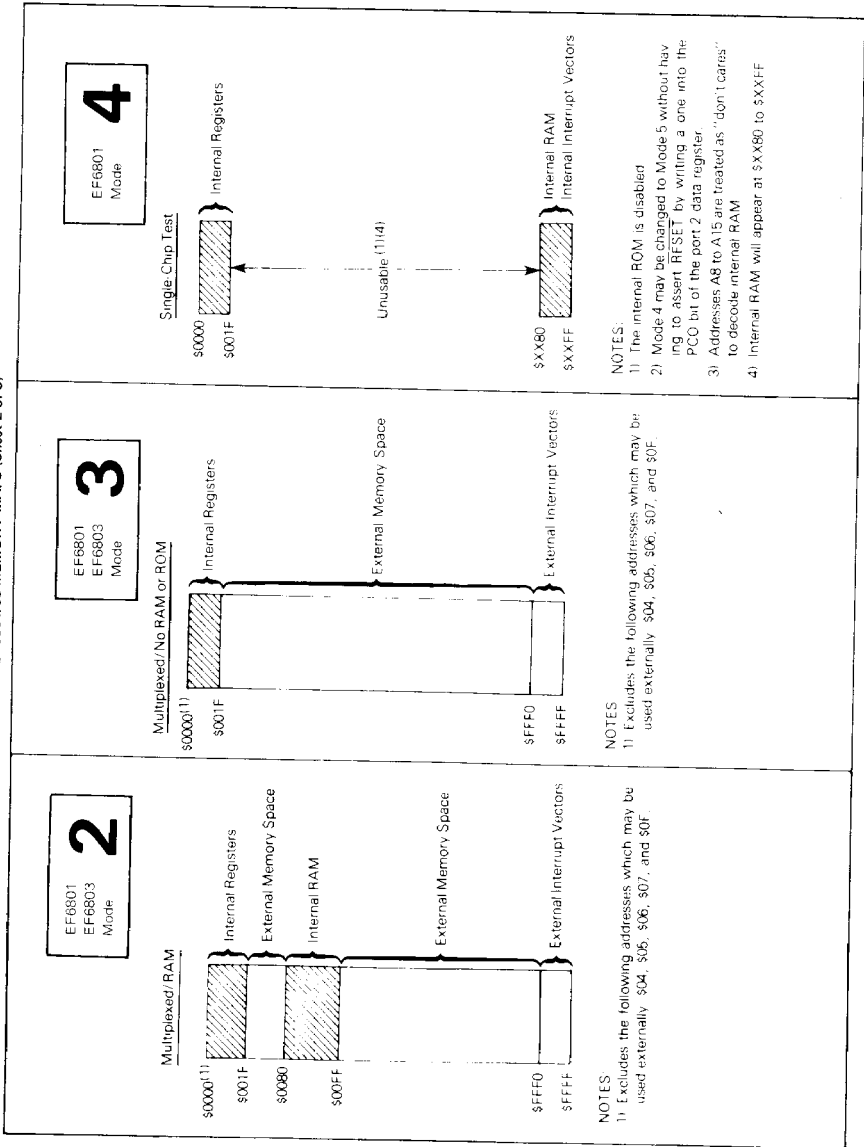 EF6801
EF6803
Mode
2
Multiplexed/RAM
$0000(1)
$001F
$0080
$00FF
$FFF0
$FFFF
Internal Registers
External Memory Space
Internal RAM
External Memory Space
External Interrupt Vectors
NOTES:
1) Excludes the following addresses which may be
used externally $04, $05, $06, $07, and $0F.
EF6801
EF6803
Mode
3
Multiplexed/No RAM or ROM
$0000(1)
$001F
$FFF0
$FFFF
Internal Registers
External Memory Space
External Interrupt Vectors
NOTES
1) Excludes the following addresses which may be
used externally $04, $05, $06, $07, and $0F.
EF6801
Mode
4
Single-Chip Test
$0000
$001F
Internal Registers
Unusable (1)(4)
$XX80
$XXFF
Internal RAM
Internal Interrupt Vectors
NOTES:
1) The internal ROM is disabled
2) Mode 4 may be changed to Mode 5 without hav
ing to assert RESET by writing a one into the
PCO bit of the port 2 data register.
3) Addresses A8 to A15 are treated as "don't cares"
to decode internal RAM
4) Internal RAM will appear at $XX80 to $XXFF